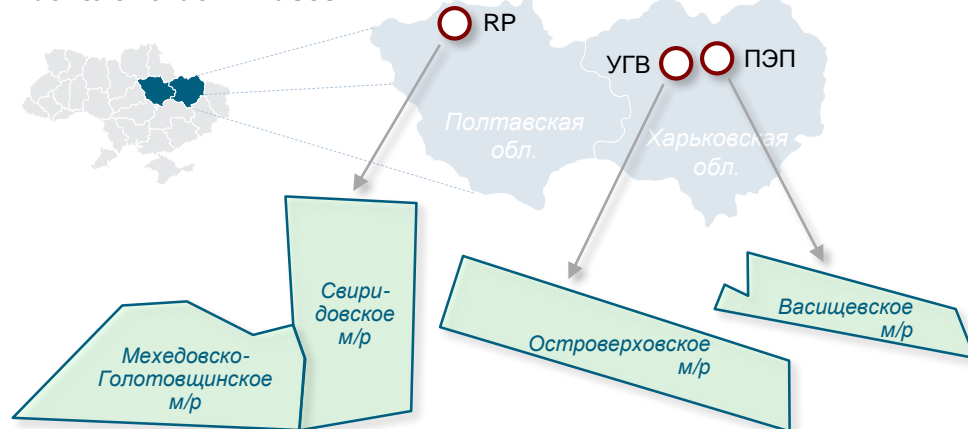 RP
УГВ
ПЭП
Полтавская
обл.
Харьковская
обл.
Свири-
довское
м/р
Мехедовско-
Голотовщинское
м/р
Островерховское
м/р
Васищевское
м/р